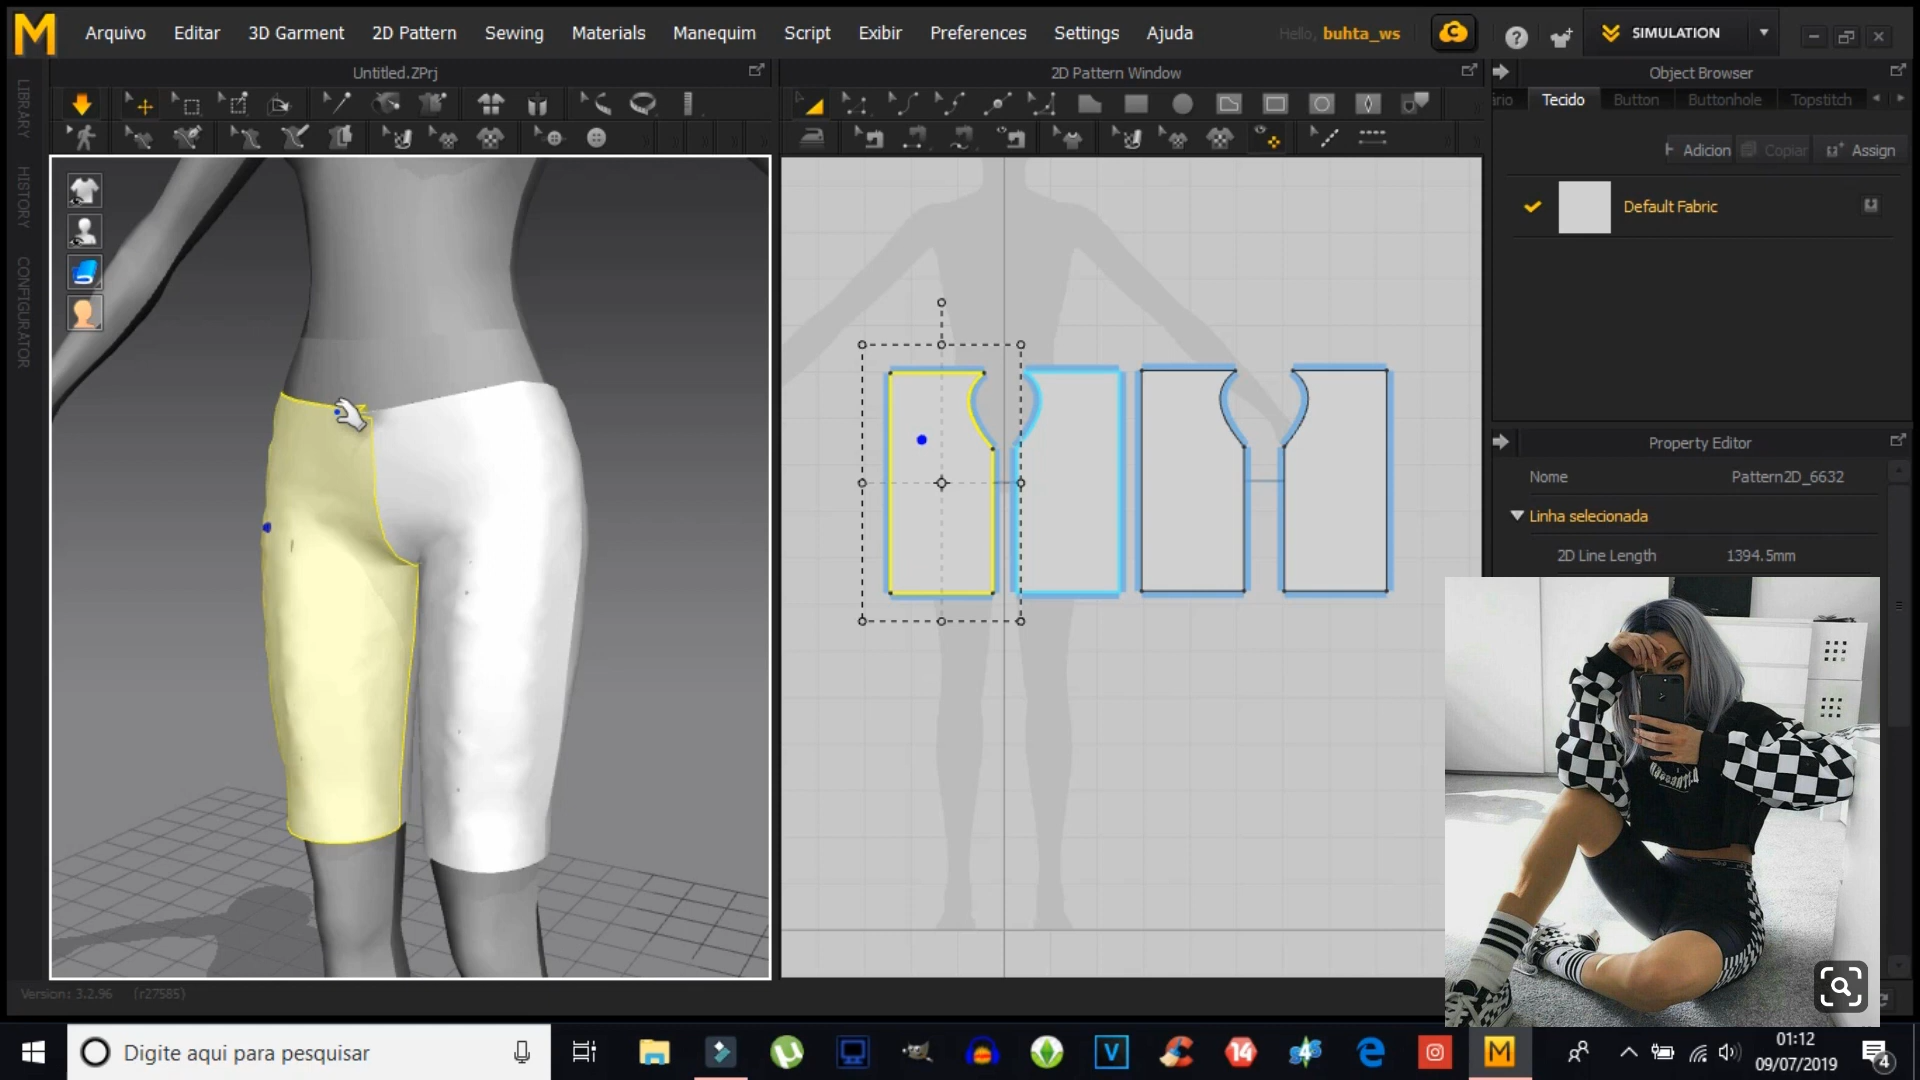 M Arquivo Editar 3D Garment 2D Pattern Sewing Materials Manequim Script Exibir Preferences Settings Ajuda Hello, buhta_ws C ? SIMULATION
Untitled.ZPrj
2D Pattern Window
Object Browser
ário Tecido Button Buttonhole Topstitch
Adicion Copiar Assign
Default Fabric
LIBRARY
HISTORY
CONFIGURATOR
Property Editor
Nome Pattern2D_6632
Linha selecionada
2D Line Length 1394.5mm
Version: 3.2.96 (r27585)
Digite aqui para pesquisar
V
14
M
01:12
09/07/2019
4